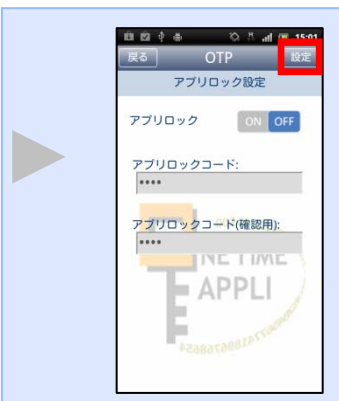 15:01
戻る OTP 設定
アプリロック設定
アプリロック ON OFF
アプリロックコード:
••••
アプリロックコード(確認用):
••••
NE TIME
APPLI